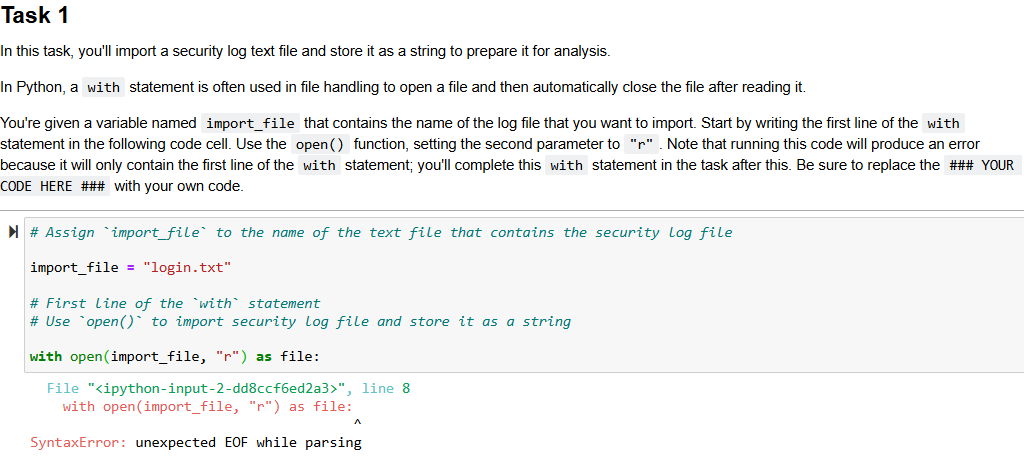 Task 1
In this task, you'll import a security log text file and store it as a string to prepare it for analysis.
In Python, a with statement is often used in file handling to open a file and then automatically close the file after reading it.
You're given a variable named import_file that contains the name of the log file that you want to import. Start by writing the first line of the with
statement in the following code cell. Use the open() function, setting the second parameter to "r" . Note that running this code will produce an error
because it will only contain the first line of the with statement; you'll complete this with statement in the task after this. Be sure to replace the ### YOUR
CODE HERE ### with your own code.
# Assign `import_file` to the name of the text file that contains the security log file
import_file = "login.txt"
# First line of the `with` statement
# Use `open()` to import security log file and store it as a string
with open(import_file, "r") as file:
File "<ipython-input-2-dd8ccf6ed2a3>", line 8
with open(import_file, "r") as file:
^
SyntaxError: unexpected EOF while parsing